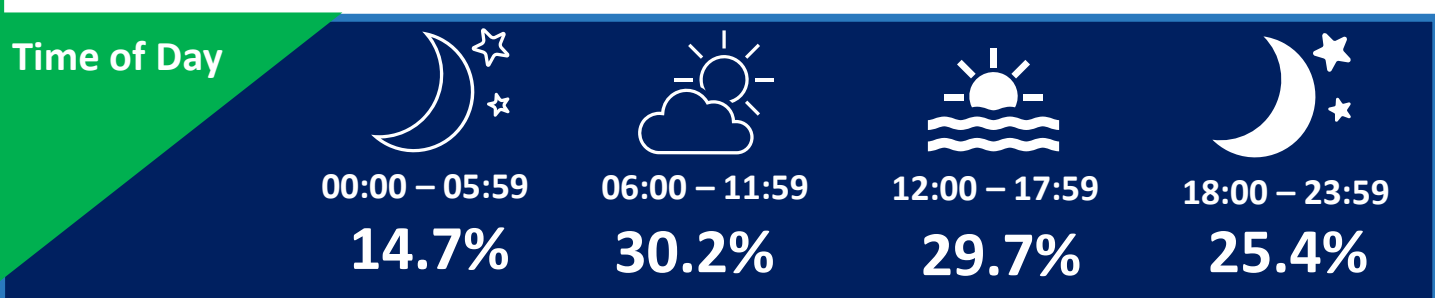 Time of Day
00:00 – 05:59
06:00 – 11:59
12:00 – 17:59
18:00 – 23:59
14.7%
30.2%
29.7%
25.4%